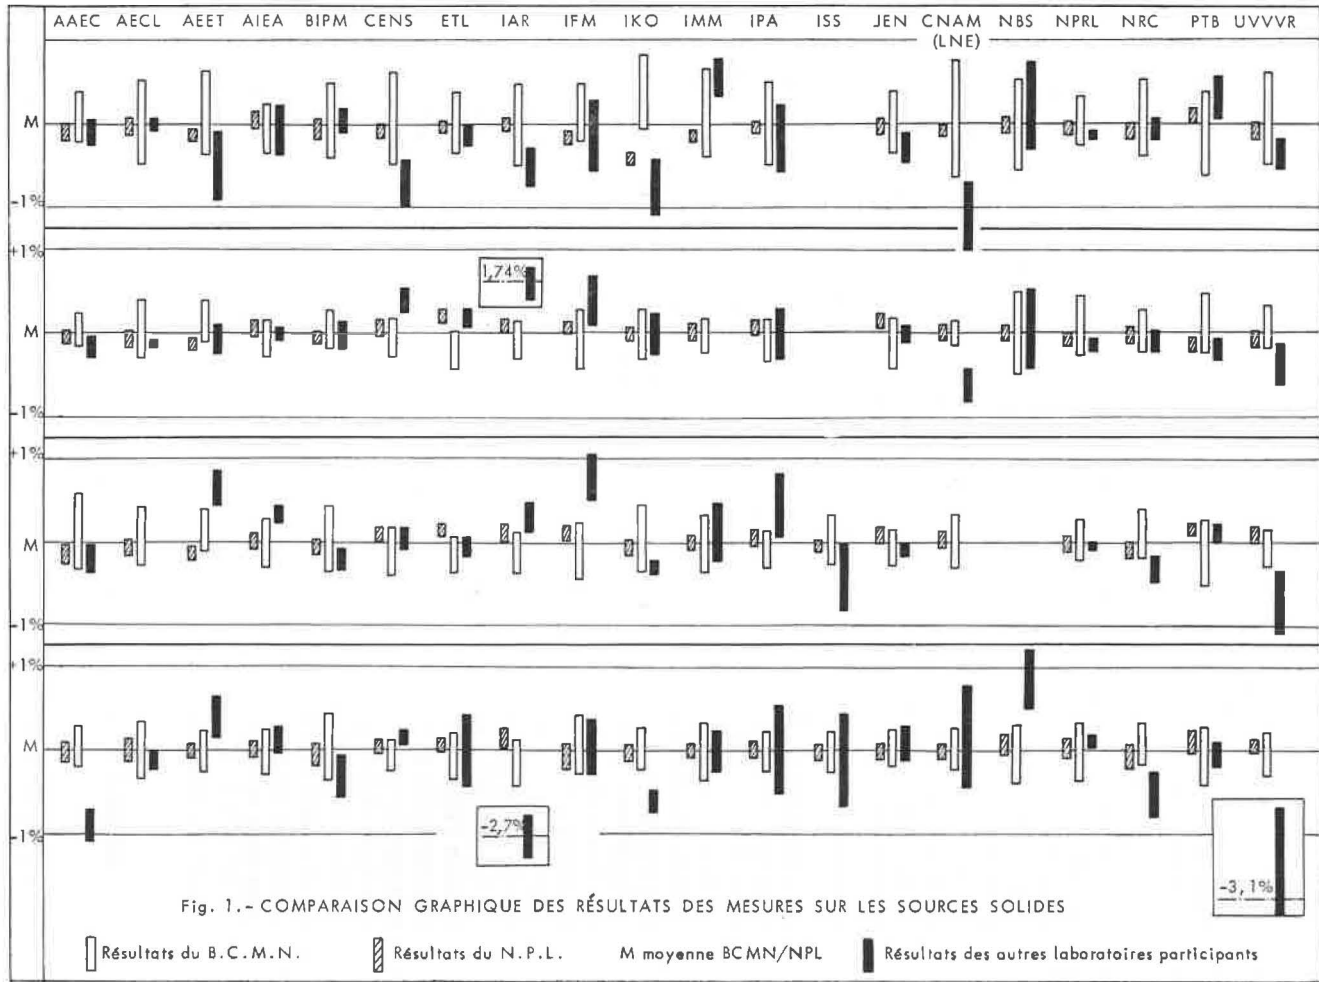 AAEC AECL AEET AIEA BIPM CENS ETL IAR IFM IKO IMM IPA ISS JEN CNAM NBS NPRL NRC PTB UVVVR
(LNE)
M
-1%
+1%
1,74%
M
-1%
+1%
M
-1%
+1%
M
-1%
-2,7%
-3,1%
Fig. 1.- COMPARAISON GRAPHIQUE DES RÉSULTATS DES MESURES SUR LES SOURCES SOLIDES
Résultats du B.C.M.N. Résultats du N.P.L. M moyenne BCMN/NPL Résultats des autres laboratoires participants